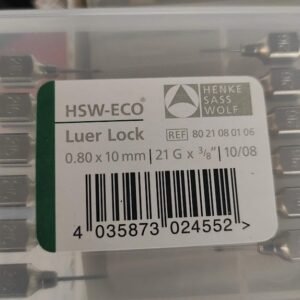 HSW-ECO®
HENKE
SASS
WOLF
Luer Lock
REF 80 21 08 01 06
0.80 x 10 mm | 21 G x 3/8" | 10/08
4 035873 024552 >